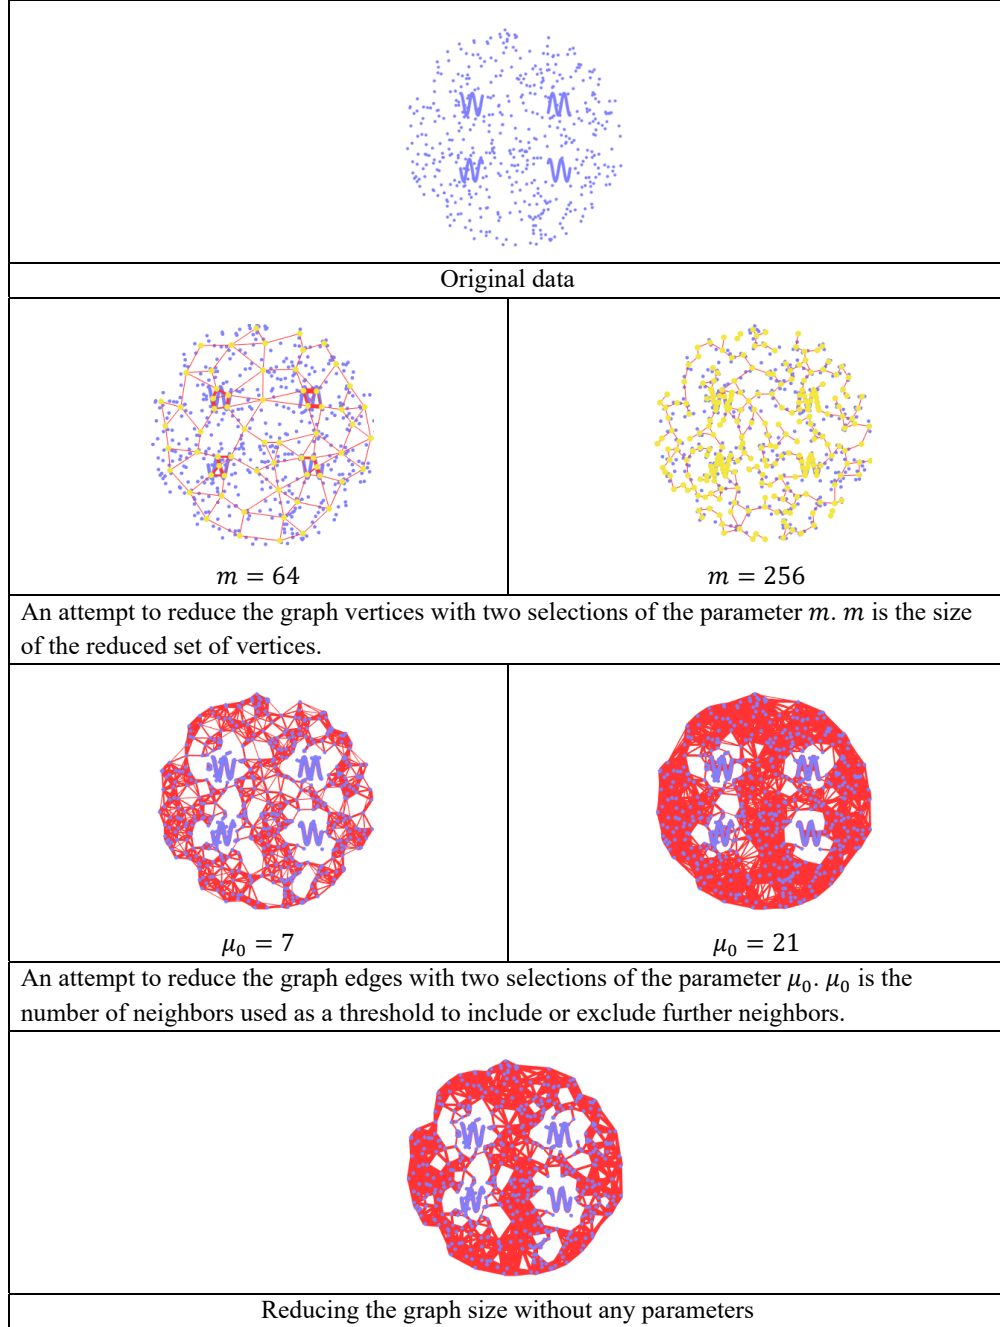 Original data
m = 64
m = 256
An attempt to reduce the graph vertices with two selections of the parameter m. m is the size
of the reduced set of vertices.
μ₀ = 7
μ₀ = 21
An attempt to reduce the graph edges with two selections of the parameter μ₀. μ₀ is the
number of neighbors used as a threshold to include or exclude further neighbors.
Reducing the graph size without any parameters